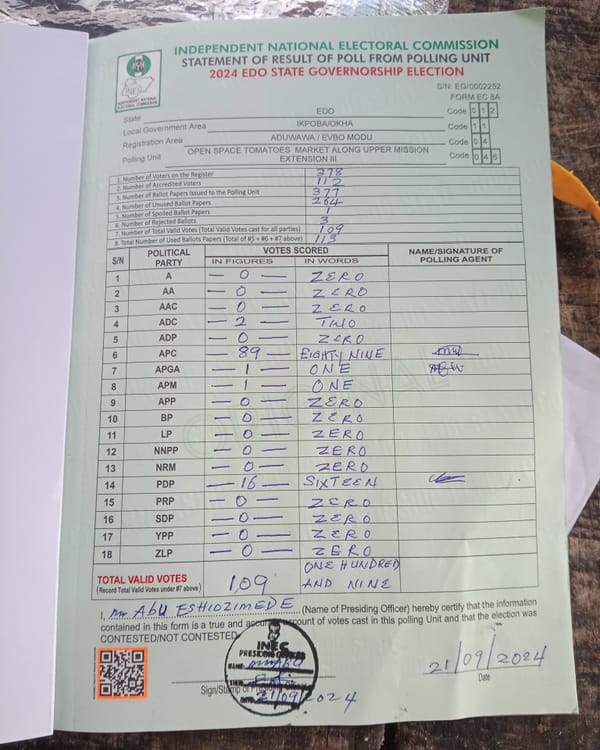 INDEPENDENT NATIONAL ELECTORAL COMMISSION
STATEMENT OF RESULT OF POLL FROM POLLING UNIT
2024 EDO STATE GOVERNORSHIP ELECTION
INEC
INDEPENDENT NATIONAL
ELECTORAL COMMISSION
S/N: EG/0002252
FORM EC 8A
State EDO Code 0 1 2
Local Government Area IKPOBA/OKHA Code 1 1
Registration Area ADUWAWA / EVBO MODU Code 0 4
Polling Unit OPEN SPACE TOMATOES MARKET ALONG UPPER MISSION EXTENSION III Code 0 4 6
1. Number of Voters on the Register 378
2. Number of Accredited Voters 112
3. Number of Ballot Papers Issued to the Polling Unit 377
4. Number of Unused Ballot Papers 264
5. Number of Spoiled Ballot Papers 1
6. Number of Rejected Ballots 3
7. Number of Total Valid Votes (Total Valid Votes cast for all parties) 109
8. Total Number of Used Ballots Papers (Total of #5 + #6 + #7 above) 113
S/N POLITICAL PARTY VOTES SCORED NAME/SIGNATURE OF POLLING AGENT
IN FIGURES IN WORDS
1 A — 0 — ZERO
2 AA — 0 — ZERO
3 AAC — 0 — ZERO
4 ADC — 2 — TWO
5 ADP — 0 — ZERO
6 APC — 89 — EIGHTY NINE
7 APGA — 1 — ONE
8 APM — 1 — ONE
9 APP — 0 — ZERO
10 BP — 0 — ZERO
11 LP — 0 — ZERO
12 NNPP — 0 — ZERO
13 NRM — 0 — ZERO
14 PDP — 16 — SIXTEEN
15 PRP — 0 — ZERO
16 SDP — 0 — ZERO
17 YPP — 0 — ZERO
18 ZLP — 0 — ZERO
TOTAL VALID VOTES 109 ONE HUNDRED
(Record Total Valid Votes under #7 above) AND NINE
I, Mr ABU ESHIOZIMEDE (Name of Presiding Officer) hereby certify that the information
contained in this form is a true and accurate account of votes cast in this polling Unit and that the election was
CONTESTED/NOT CONTESTED
INEC
PRESIDING OFFICER
NAME:
DATE: 21/09/2024
Sign/Stamp of
21/09/2024
Date